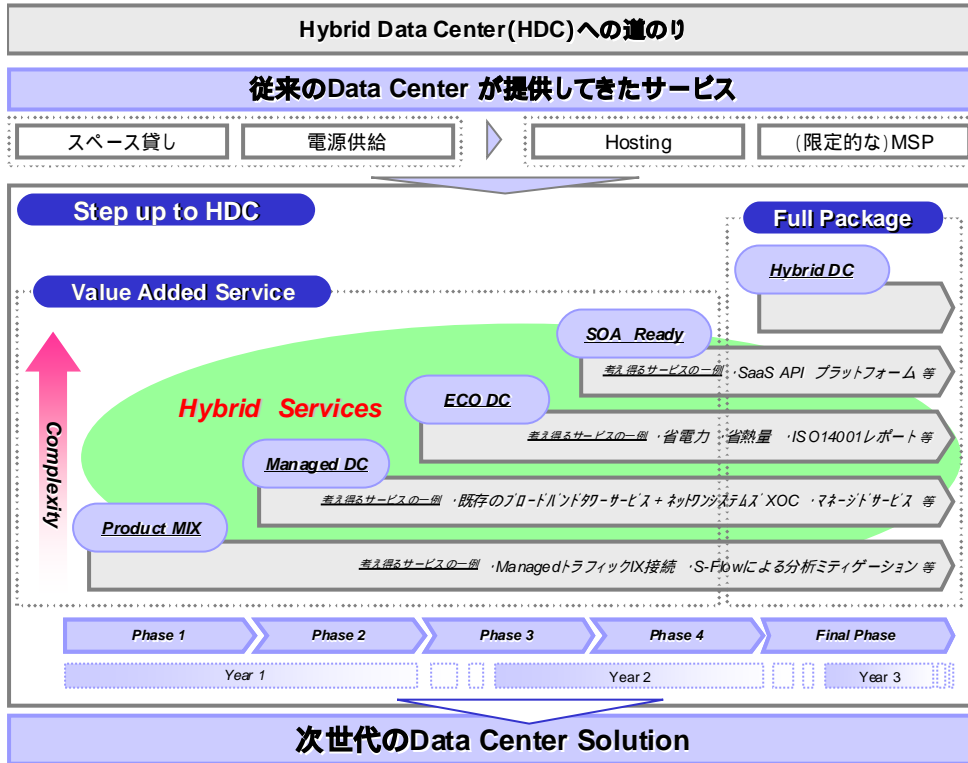 Hybrid Data Center(HDC)への道のり
従来のData Center が提供してきたサービス
スペース貸し
電源供給
Hosting
(限定的な)MSP
Step up to HDC
Full Package
Hybrid DC
Value Added Service
SOA Ready
考え得るサービスの一例 ・SaaS API プラットフォーム 等
ECO DC
Hybrid Services
考え得るサービスの一例 ・省電力 ・省熱量 ・ISO14001レポート 等
Complexity
Managed DC
考え得るサービスの一例 ・既存のブロードバンドタワーサービス + ネットワンシステムズ XOC ・マネージドサービス 等
Product MIX
考え得るサービスの一例 ・ManagedトラフィックIX接続 ・S-Flowによる分析ミティゲーション 等
Phase 1
Phase 2
Phase 3
Phase 4
Final Phase
Year 1
Year 2
Year 3
次世代のData Center Solution